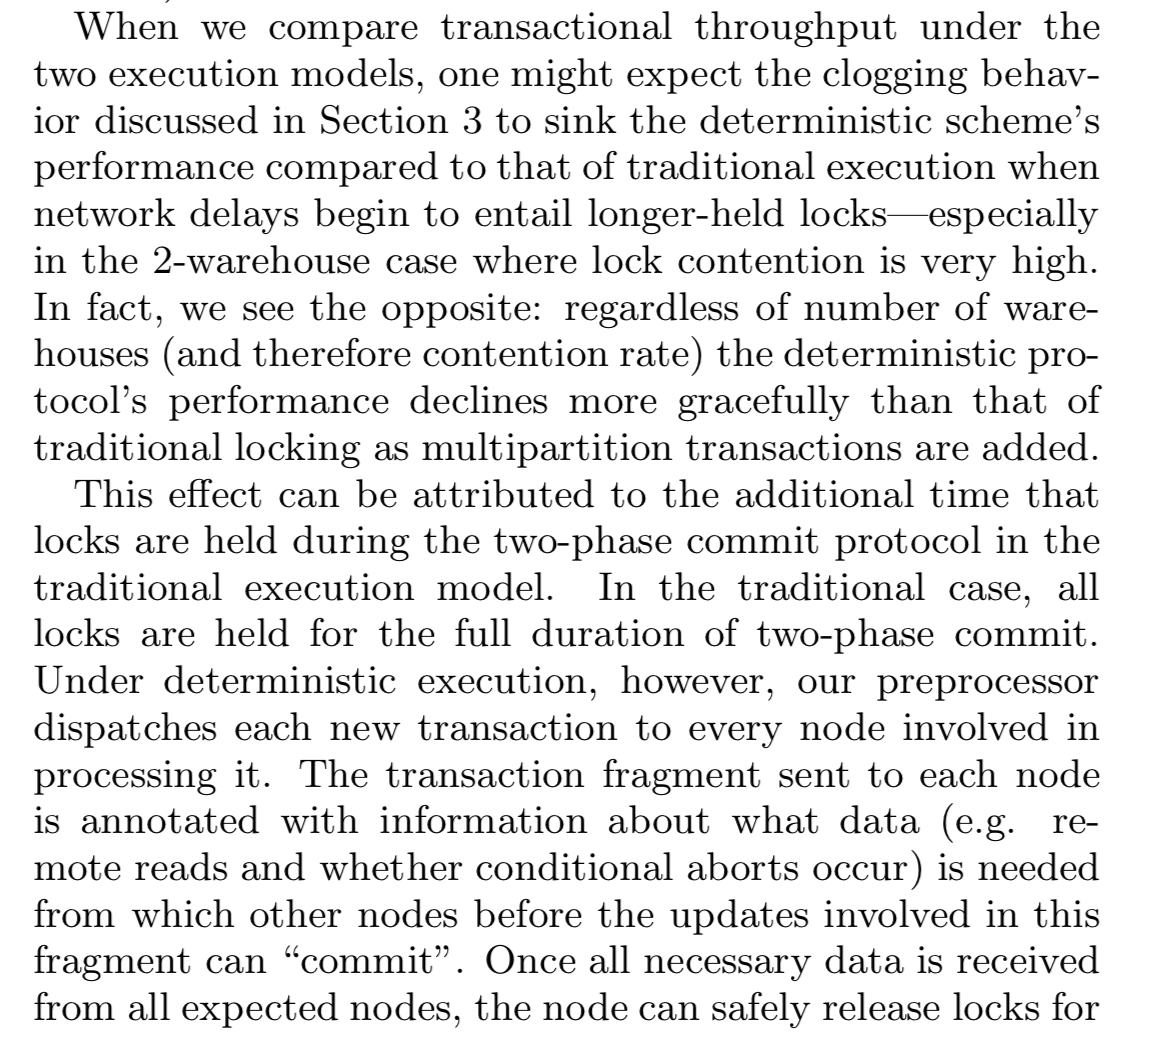 When we compare transactional throughput under the
two execution models, one might expect the clogging behav-
ior discussed in Section 3 to sink the deterministic scheme’s
performance compared to that of traditional execution when
network delays begin to entail longer-held locks—especially
in the 2-warehouse case where lock contention is very high.
In fact, we see the opposite: regardless of number of ware-
houses (and therefore contention rate) the deterministic pro-
tocol’s performance declines more gracefully than that of
traditional locking as multipartition transactions are added.
This effect can be attributed to the additional time that
locks are held during the two-phase commit protocol in the
traditional execution model. In the traditional case, all
locks are held for the full duration of two-phase commit.
Under deterministic execution, however, our preprocessor
dispatches each new transaction to every node involved in
processing it. The transaction fragment sent to each node
is annotated with information about what data (e.g. re-
mote reads and whether conditional aborts occur) is needed
from which other nodes before the updates involved in this
fragment can “commit”. Once all necessary data is received
from all expected nodes, the node can safely release locks for